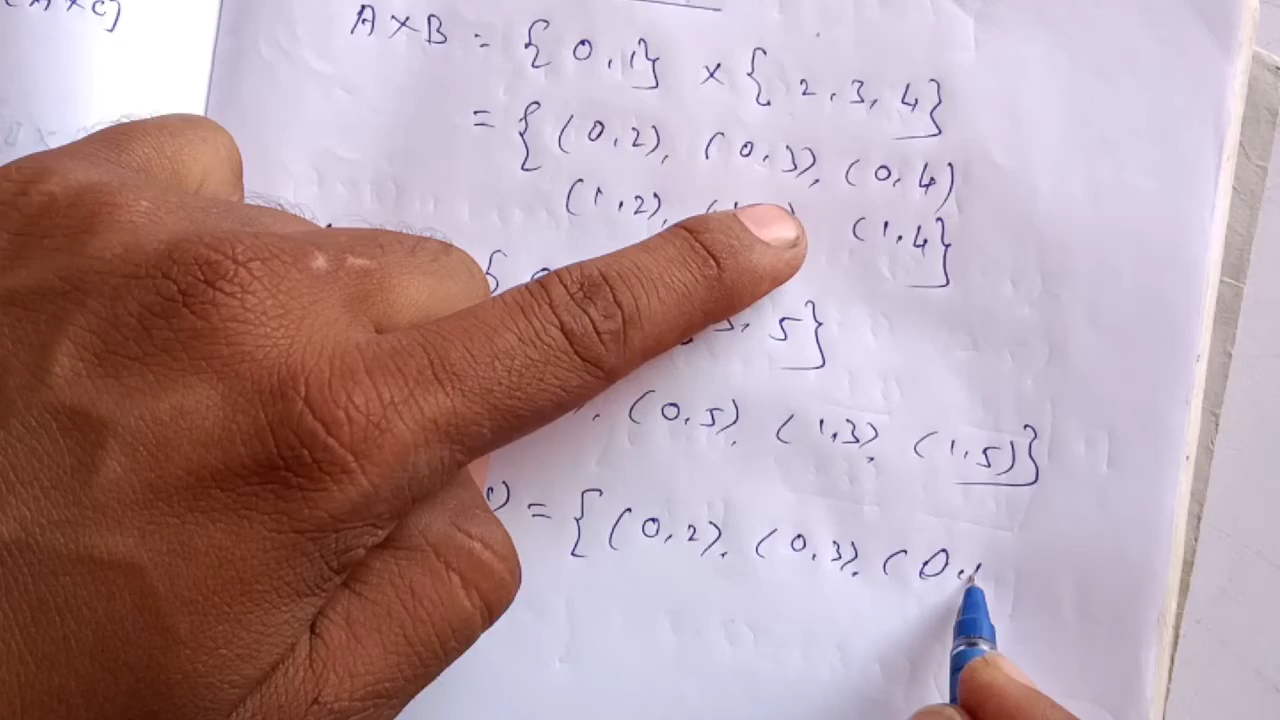 A×C)
A×B = {0,1} × {2,3,4}
= {(0,2), (0,3), (0,4)
(1,2), (1,4}
5}
(0,5), (1,3), (1,5)}
) = {(0,2), (0,3), (0,